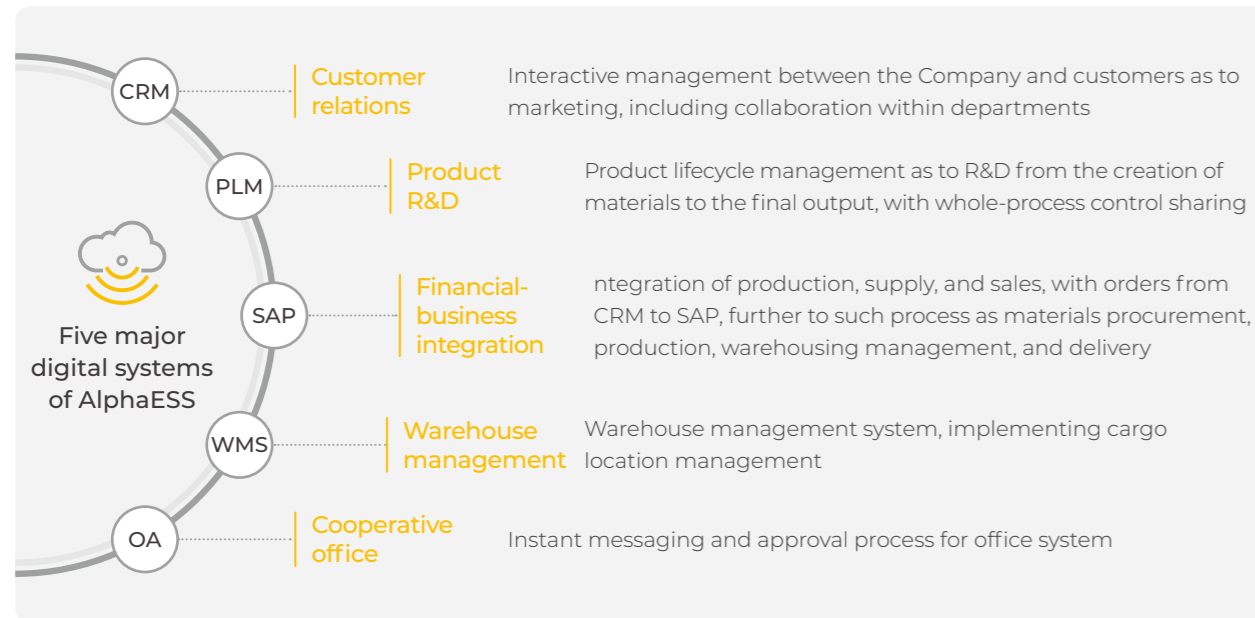 CRM
Customer
relations
Interactive management between the Company and customers as to
marketing, including collaboration within departments
PLM
Product
R&D
Product lifecycle management as to R&D from the creation of
materials to the final output, with whole-process control sharing
Five major
digital systems
of AlphaESS
SAP
Financial-
business
integration
ntegration of production, supply, and sales, with orders from
CRM to SAP, further to such process as materials procurement,
production, warehousing management, and delivery
WMS
Warehouse
management
Warehouse management system, implementing cargo
location management
OA
Cooperative
office
Instant messaging and approval process for office system